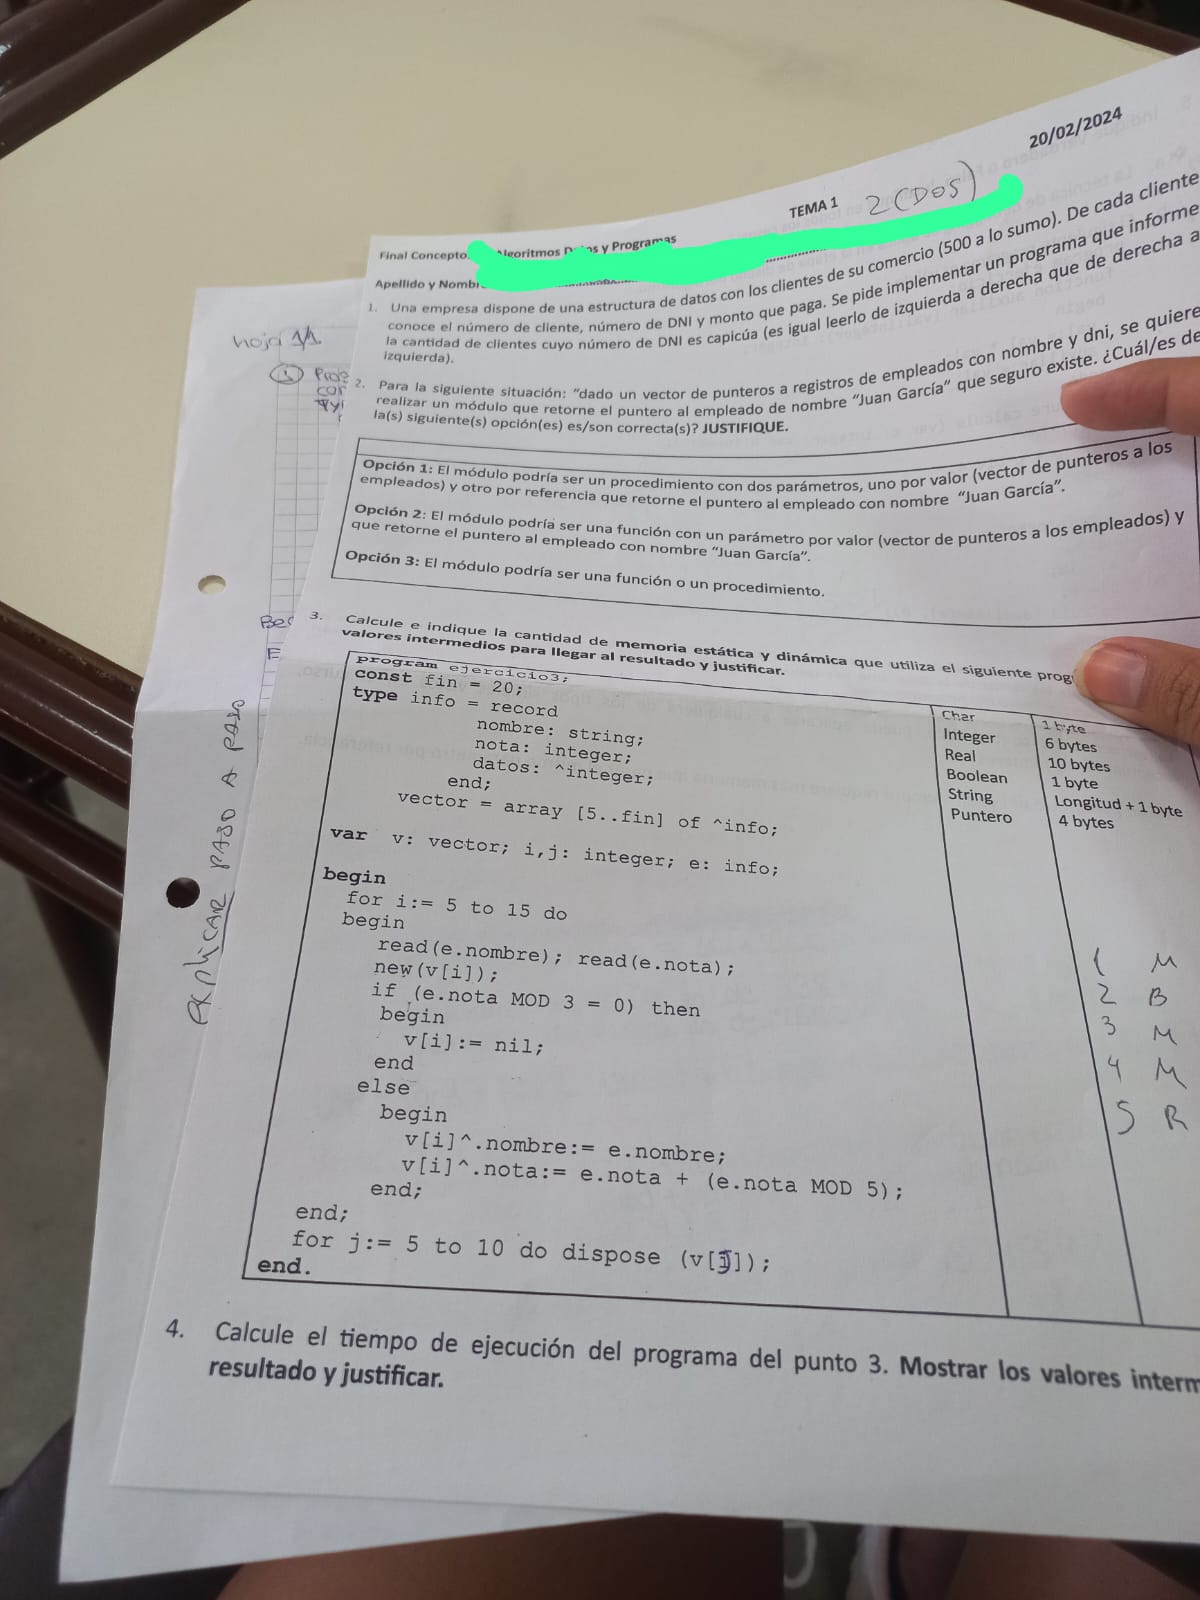 20/02/2024
TEMA 1 2 (DOS)
Final Concepto. Algoritmos y Programas
Apellido y Nombr
1. Una empresa dispone de una estructura de datos con los clientes de su comercio (500 a lo sumo). De cada cliente
conoce el número de cliente, número de DNI y monto que paga. Se pide implementar un programa que informe
la cantidad de clientes cuyo número de DNI es capicúa (es igual leerlo de izquierda a derecha que de derecha a
izquierda).
2. Para la siguiente situación: "dado un vector de punteros a registros de empleados con nombre y dni, se quiere
realizar un módulo que retorne el puntero al empleado de nombre "Juan García" que seguro existe. ¿Cuál/es de
la(s) siguiente(s) opción(es) es/son correcta(s)? JUSTIFIQUE.
Opción 1: El módulo podría ser un procedimiento con dos parámetros, uno por valor (vector de punteros a los
empleados) y otro por referencia que retorne el puntero al empleado con nombre "Juan García".
Opción 2: El módulo podría ser una función con un parámetro por valor (vector de punteros a los empleados) y
que retorne el puntero al empleado con nombre "Juan García".
Opción 3: El módulo podría ser una función o un procedimiento.
3. Calcule e indique la cantidad de memoria estática y dinámica que utiliza el siguiente prog
valores intermedios para llegar al resultado y justificar.
program ejercicio3;
const fin = 20;
type info = record
nombre: string;
nota: integer;
datos: ^integer;
end;
vector = array [5..fin] of ^info;
var v: vector; i,j: integer; e: info;
begin
for i:= 5 to 15 do
begin
read(e.nombre); read(e.nota);
new(v[i]);
if (e.nota MOD 3 = 0) then
begin
v[i]:= nil;
end
else
begin
v[i]^.nombre:= e.nombre;
v[i]^.nota:= e.nota + (e.nota MOD 5);
end;
end;
for j:= 5 to 10 do dispose (v[j]);
end.
Char 1 byte
Integer 6 bytes
Real 10 bytes
Boolean 1 byte
String Longitud + 1 byte
Puntero 4 bytes
1 M
2 B
3 M
4 M
5 R
4. Calcule el tiempo de ejecución del programa del punto 3. Mostrar los valores interm
resultado y justificar.
hoja 1/1
1
EXPLICAR PASO A PASO